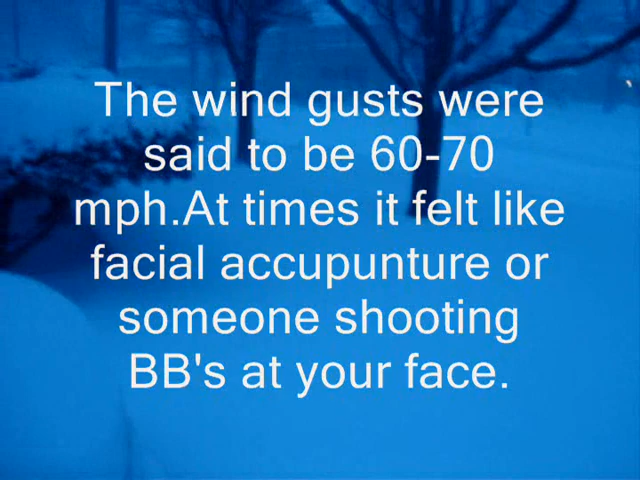 The wind gusts were
said to be 60-70
mph.At times it felt like
facial accupunture or
someone shooting
BB's at your face.